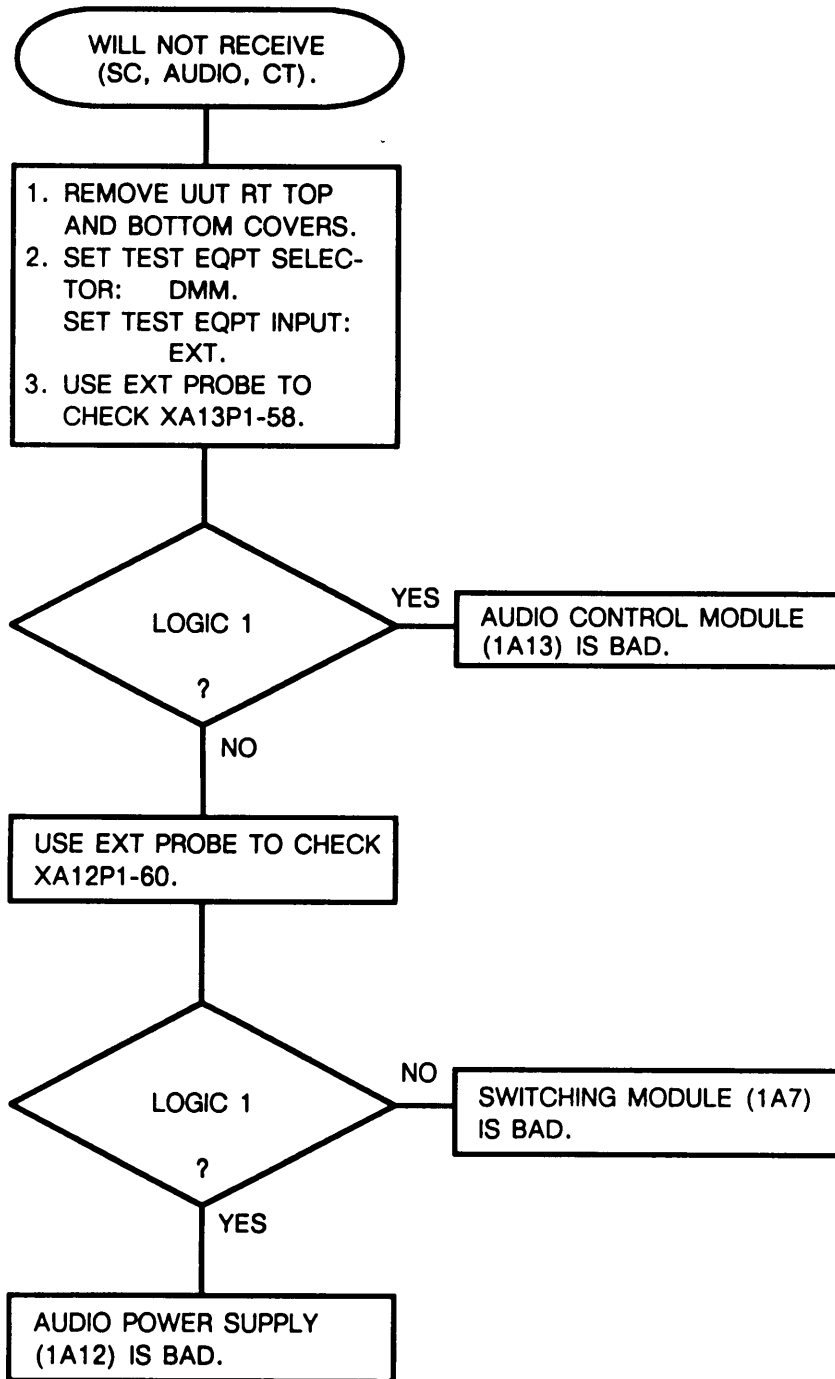 WILL NOT RECEIVE
(SC, AUDIO, CT).
1. REMOVE UUT RT TOP
AND BOTTOM COVERS.
2. SET TEST EQPT SELEC-
TOR: DMM.
SET TEST EQPT INPUT:
EXT.
3. USE EXT PROBE TO
CHECK XA13P1-58.
LOGIC 1
?
YES
AUDIO CONTROL MODULE
(1A13) IS BAD.
NO
USE EXT PROBE TO CHECK
XA12P1-60.
LOGIC 1
?
NO
SWITCHING MODULE (1A7)
IS BAD.
YES
AUDIO POWER SUPPLY
(1A12) IS BAD.